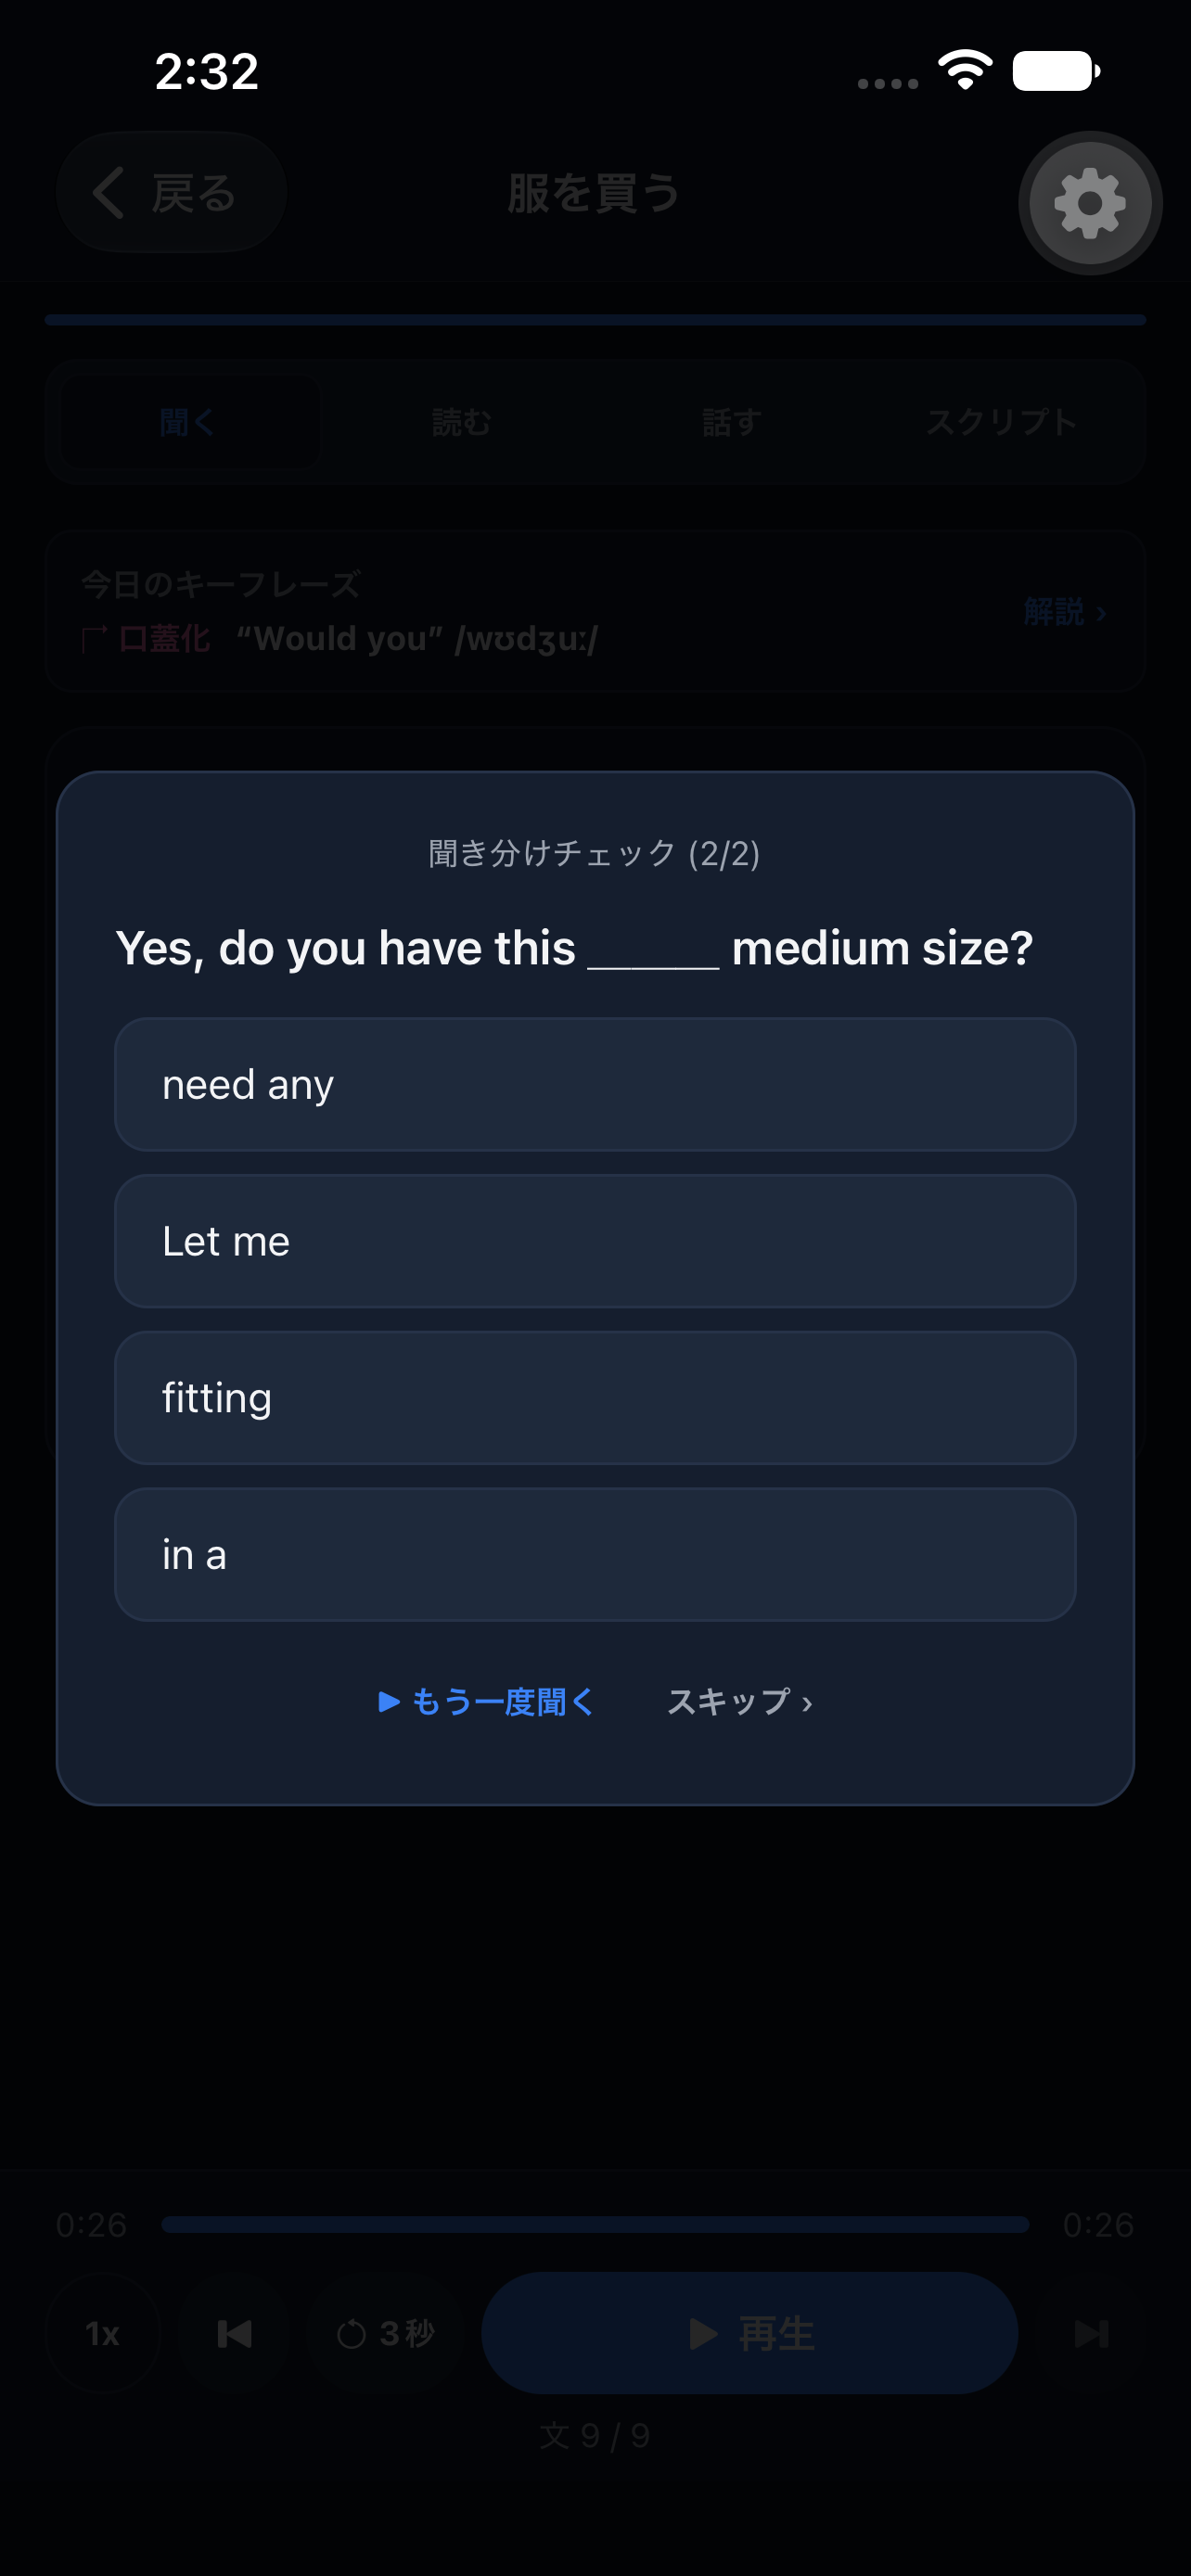 2:32
戻る
服を買う
聞く
読む
話す
スクリプト
今日のキーフレーズ
口蓋化 “Would you” /wʊdʒuː/
解説 ›
聞き分けチェック (2/2)
Yes, do you have this ______ medium size?
need any
Let me
fitting
in a
もう一度聞く
スキップ ›
0:26
0:26
1x
3秒
再生
文 9 / 9